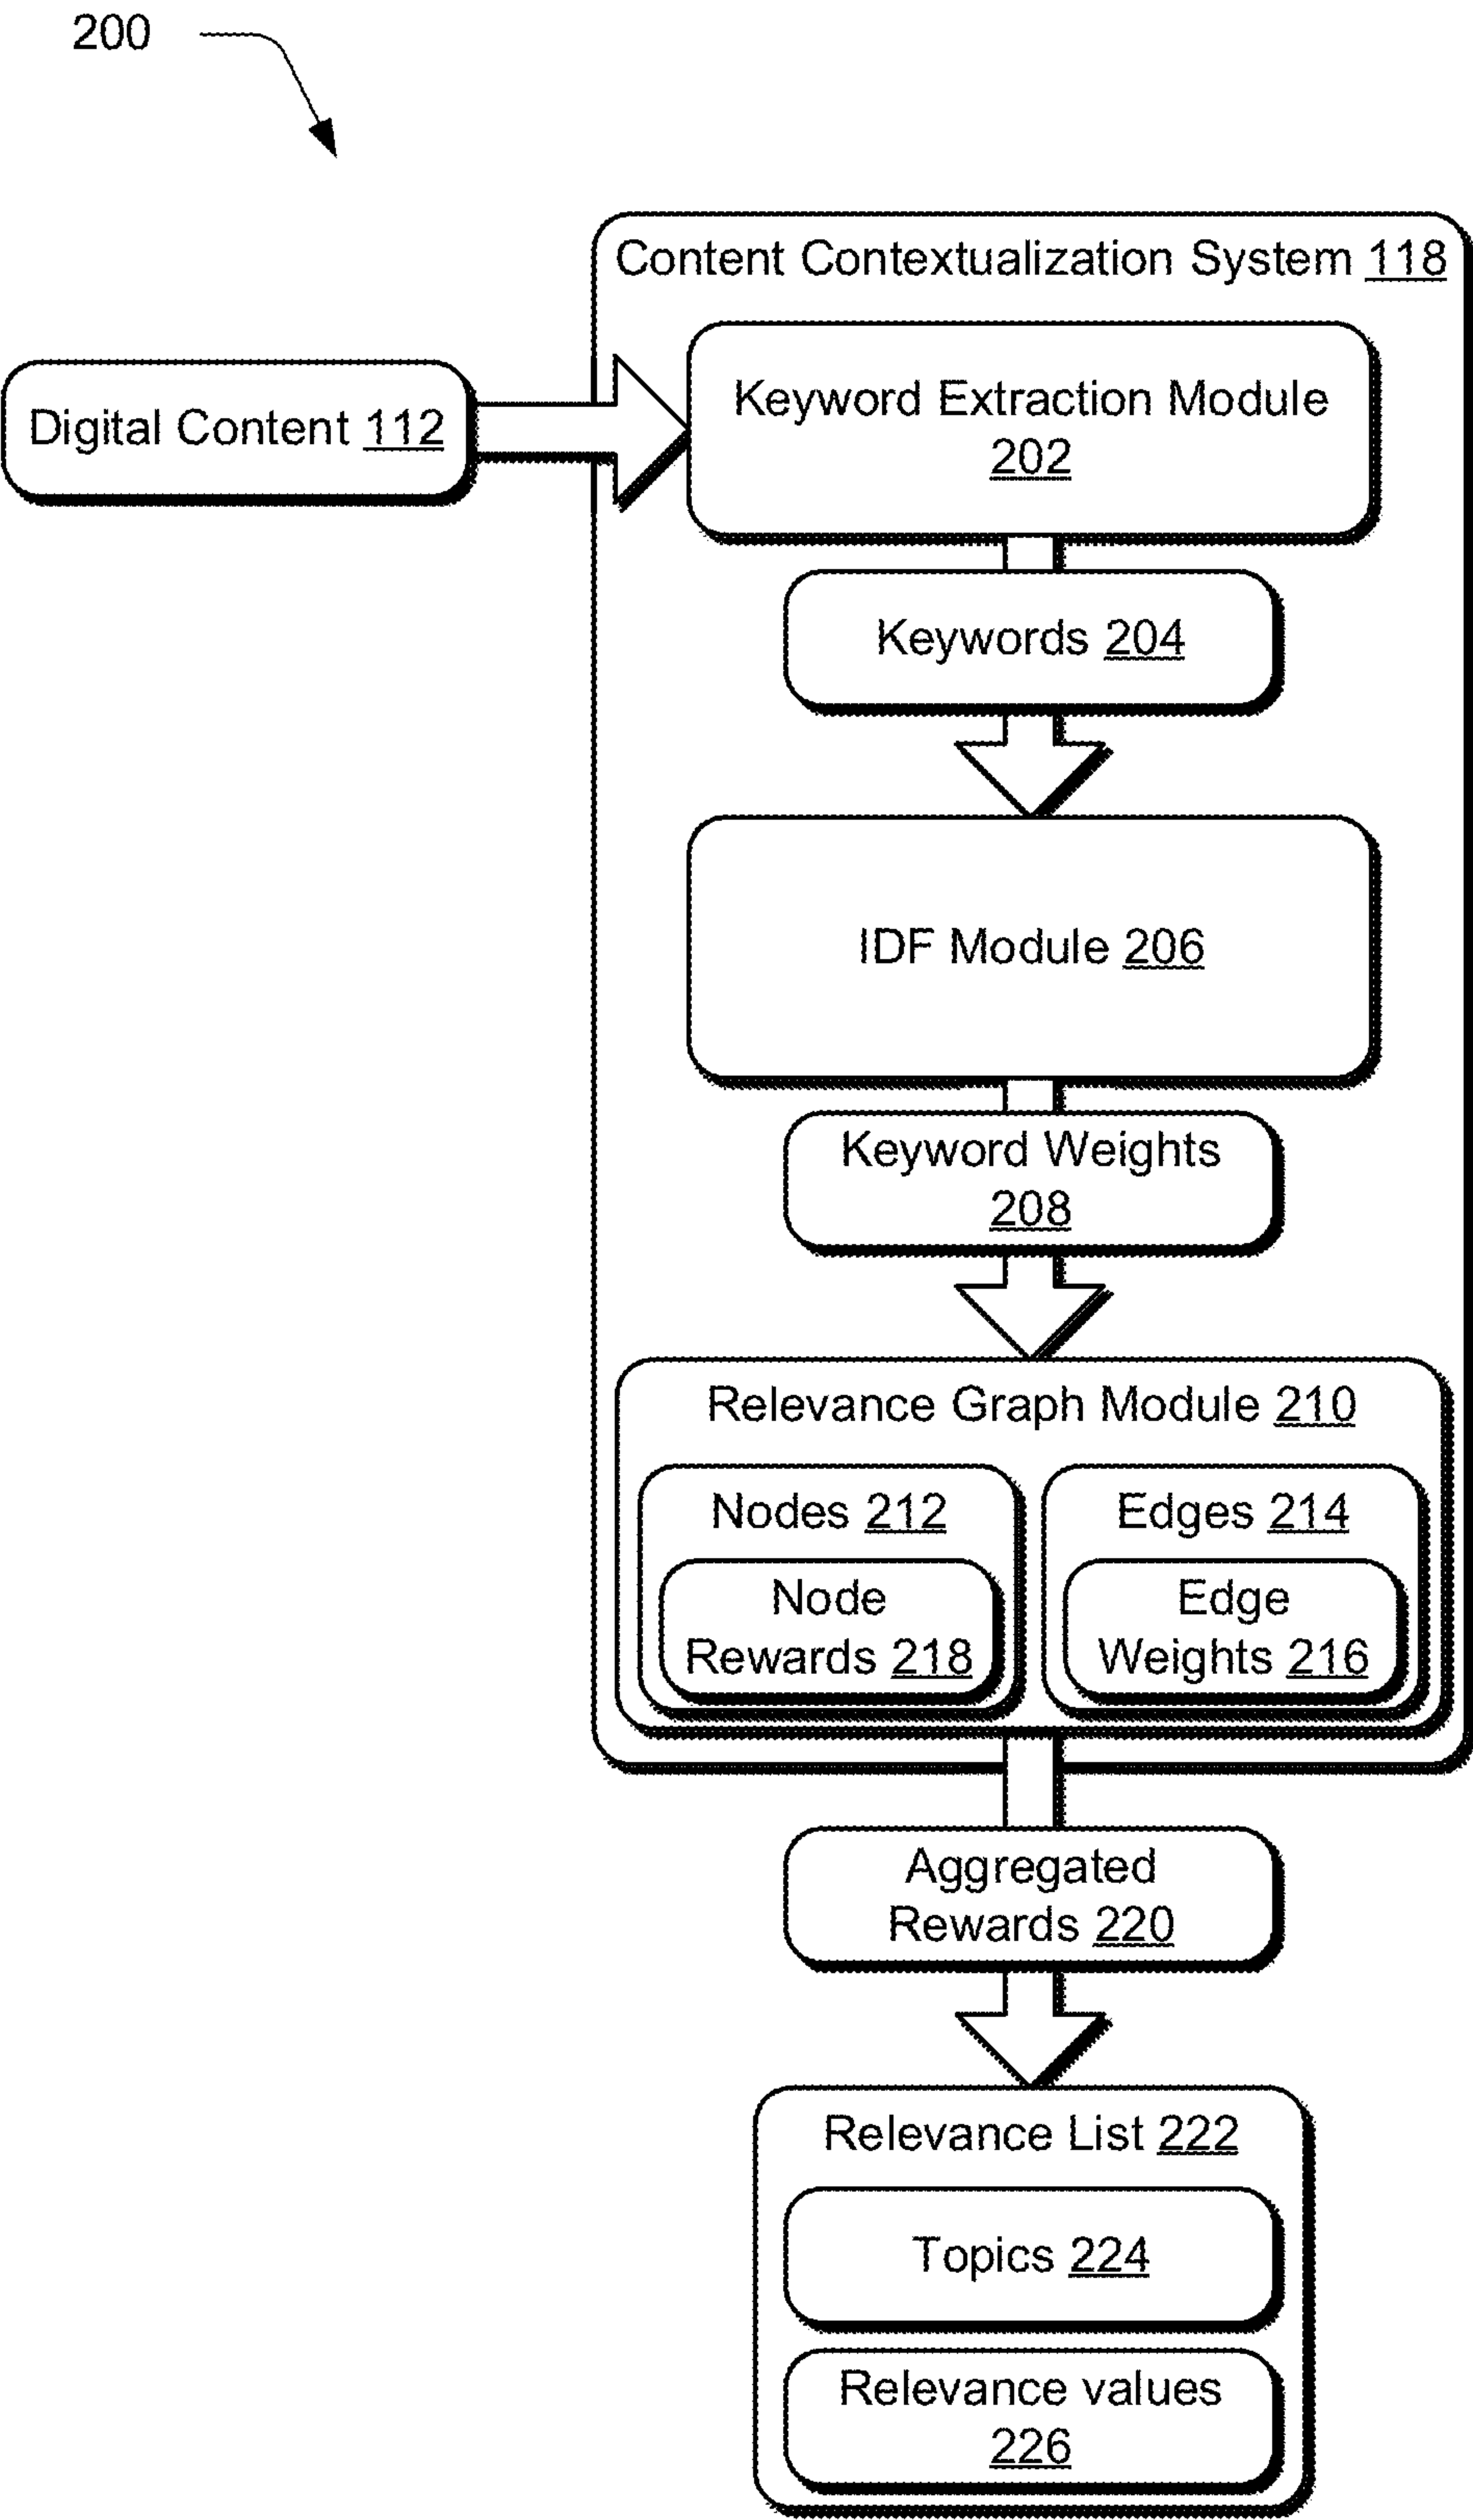 200
Content Contextualization System 118
Digital Content 112
Keyword Extraction Module
202
Keywords 204
IDF Module 206
Keyword Weights
208
Relevance Graph Module 210
Nodes 212
Node
Rewards 218
Edges 214
Edge
Weights 216
Aggregated
Rewards 220
Relevance List 222
Topics 224
Relevance values
226